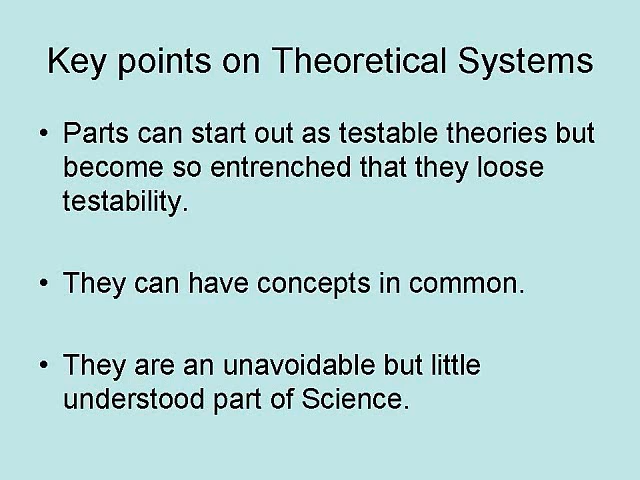 Key points on Theoretical Systems
• Parts can start out as testable theories but
become so entrenched that they loose
testability.
• They can have concepts in common.
• They are an unavoidable but little
understood part of Science.